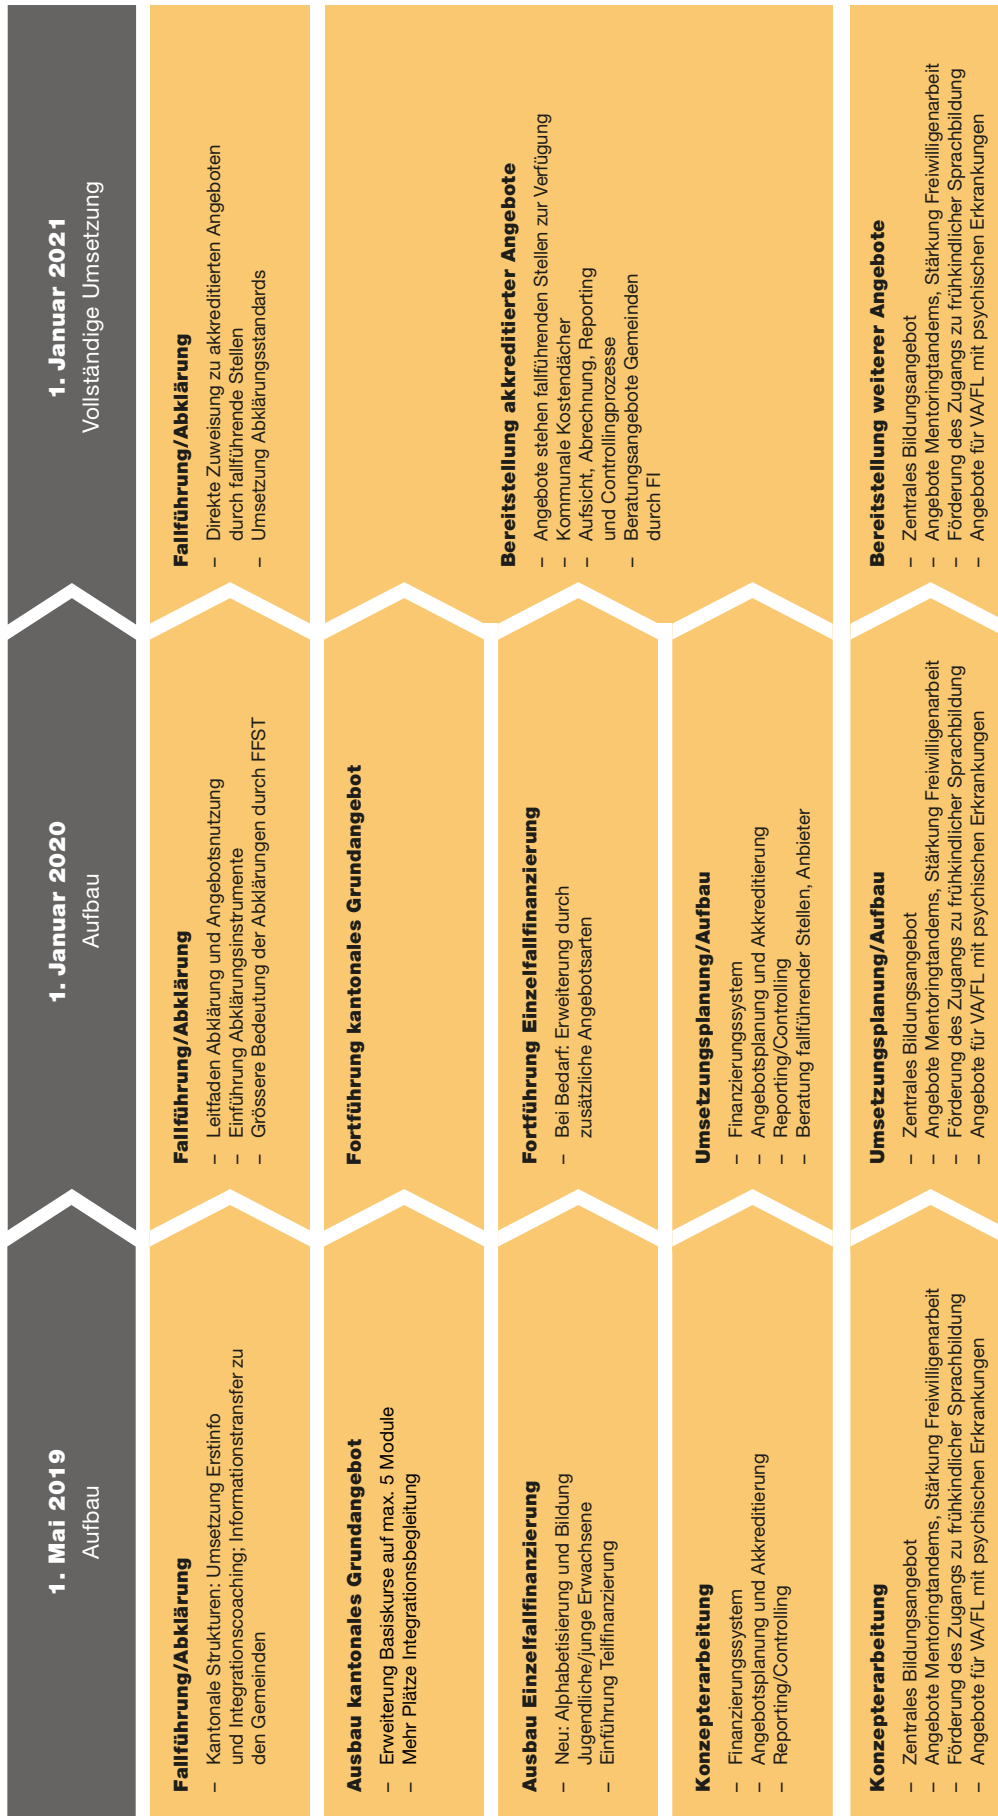 1. Mai 2019
Aufbau
1. Januar 2020
Aufbau
1. Januar 2021
Vollständige Umsetzung
Fallführung/Abklärung
– Kantonale Strukturen: Umsetzung Erstinfo
und Integrationscoaching; Informationstransfer zu
den Gemeinden
Fallführung/Abklärung
– Leitfaden Abklärung und Angebotsnutzung
– Einführung Abklärungsinstrumente
– Grössere Bedeutung der Abklärungen durch FFST
Fallführung/Abklärung
– Direkte Zuweisung zu akkreditierten Angeboten
durch fallführende Stellen
– Umsetzung Abklärungsstandards
Ausbau kantonales Grundangebot
– Erweiterung Basiskurse auf max. 5 Module
– Mehr Plätze Integrationsbegleitung
Fortführung kantonales Grundangebot
Ausbau Einzelfallfinanzierung
– Neu: Alphabetisierung und Bildung
Jugendliche/junge Erwachsene
– Einführung Teilfinanzierung
Fortführung Einzelfallfinanzierung
– Bei Bedarf: Erweiterung durch
zusätzliche Angebotsarten
Bereitstellung akkreditierter Angebote
– Angebote stehen fallführenden Stellen zur Verfügung
– Kommunale Kostendächer
– Aufsicht, Abrechnung, Reporting
und Controllingprozesse
– Beratungsangebote Gemeinden
durch FI
Konzepterarbeitung
– Finanzierungssystem
– Angebotsplanung und Akkreditierung
– Reporting/Controlling
Umsetzungsplanung/Aufbau
– Finanzierungssystem
– Angebotsplanung und Akkreditierung
– Reporting/Controlling
– Beratung fallführender Stellen, Anbieter
Konzepterarbeitung
– Zentrales Bildungsangebot
– Angebote Mentoringtandems, Stärkung Freiwilligenarbeit
– Förderung des Zugangs zu frühkindlicher Sprachbildung
– Angebote für VA/FL mit psychischen Erkrankungen
Umsetzungsplanung/Aufbau
– Zentrales Bildungsangebot
– Angebote Mentoringtandems, Stärkung Freiwilligenarbeit
– Förderung des Zugangs zu frühkindlicher Sprachbildung
– Angebote für VA/FL mit psychischen Erkrankungen
Bereitstellung weiterer Angebote
– Zentrales Bildungsangebot
– Angebote Mentoringtandems, Stärkung Freiwilligenarbeit
– Förderung des Zugangs zu frühkindlicher Sprachbildung
– Angebote für VA/FL mit psychischen Erkrankungen